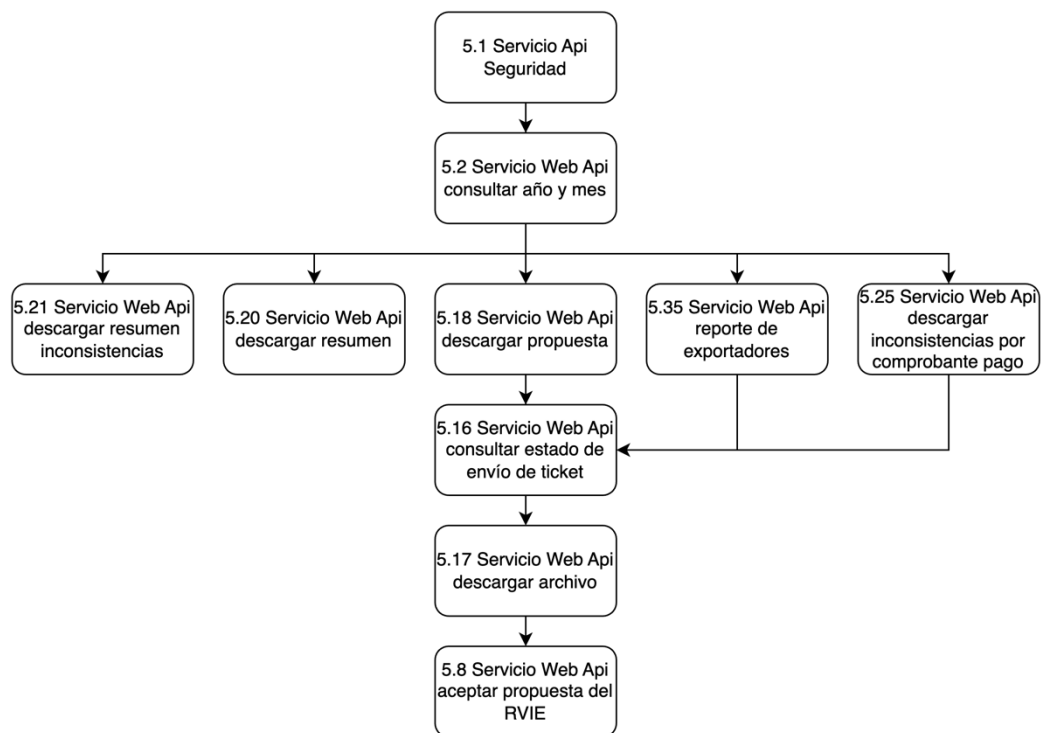 5.1 Servicio Api
Seguridad
5.2 Servicio Web Api
consultar año y mes
5.21 Servicio Web Api
descargar resumen
inconsistencias
5.20 Servicio Web Api
descargar resumen
5.18 Servicio Web Api
descargar propuesta
5.35 Servicio Web Api
reporte de
exportadores
5.25 Servicio Web Api
descargar
inconsistencias por
comprobante pago
5.16 Servicio Web Api
consultar estado de
envío de ticket
5.17 Servicio Web Api
descargar archivo
5.8 Servicio Web Api
aceptar propuesta del
RVIE